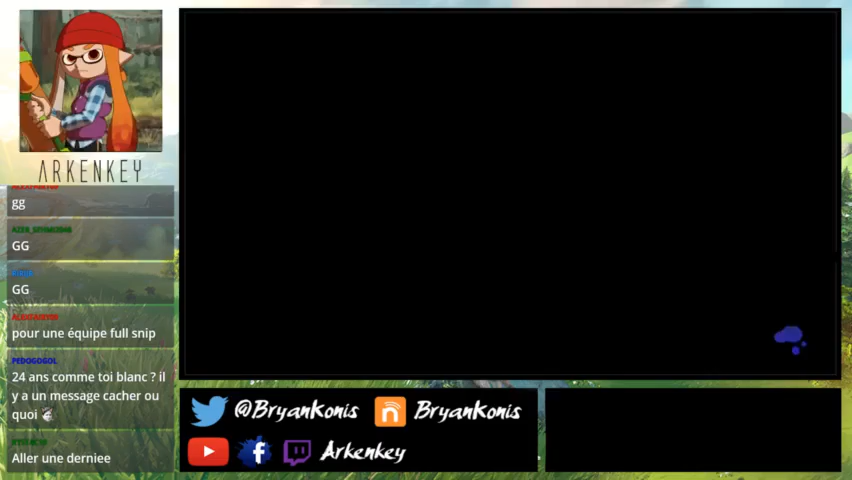 ARKENKEY
gg
GG
GG
pour une équipe full snip
PEDOGOGOL
24 ans comme toi blanc ? il
y a un message cacher ou
quoi
Aller une derniee
@BryanKonis
BryanKonis
Arkenkey